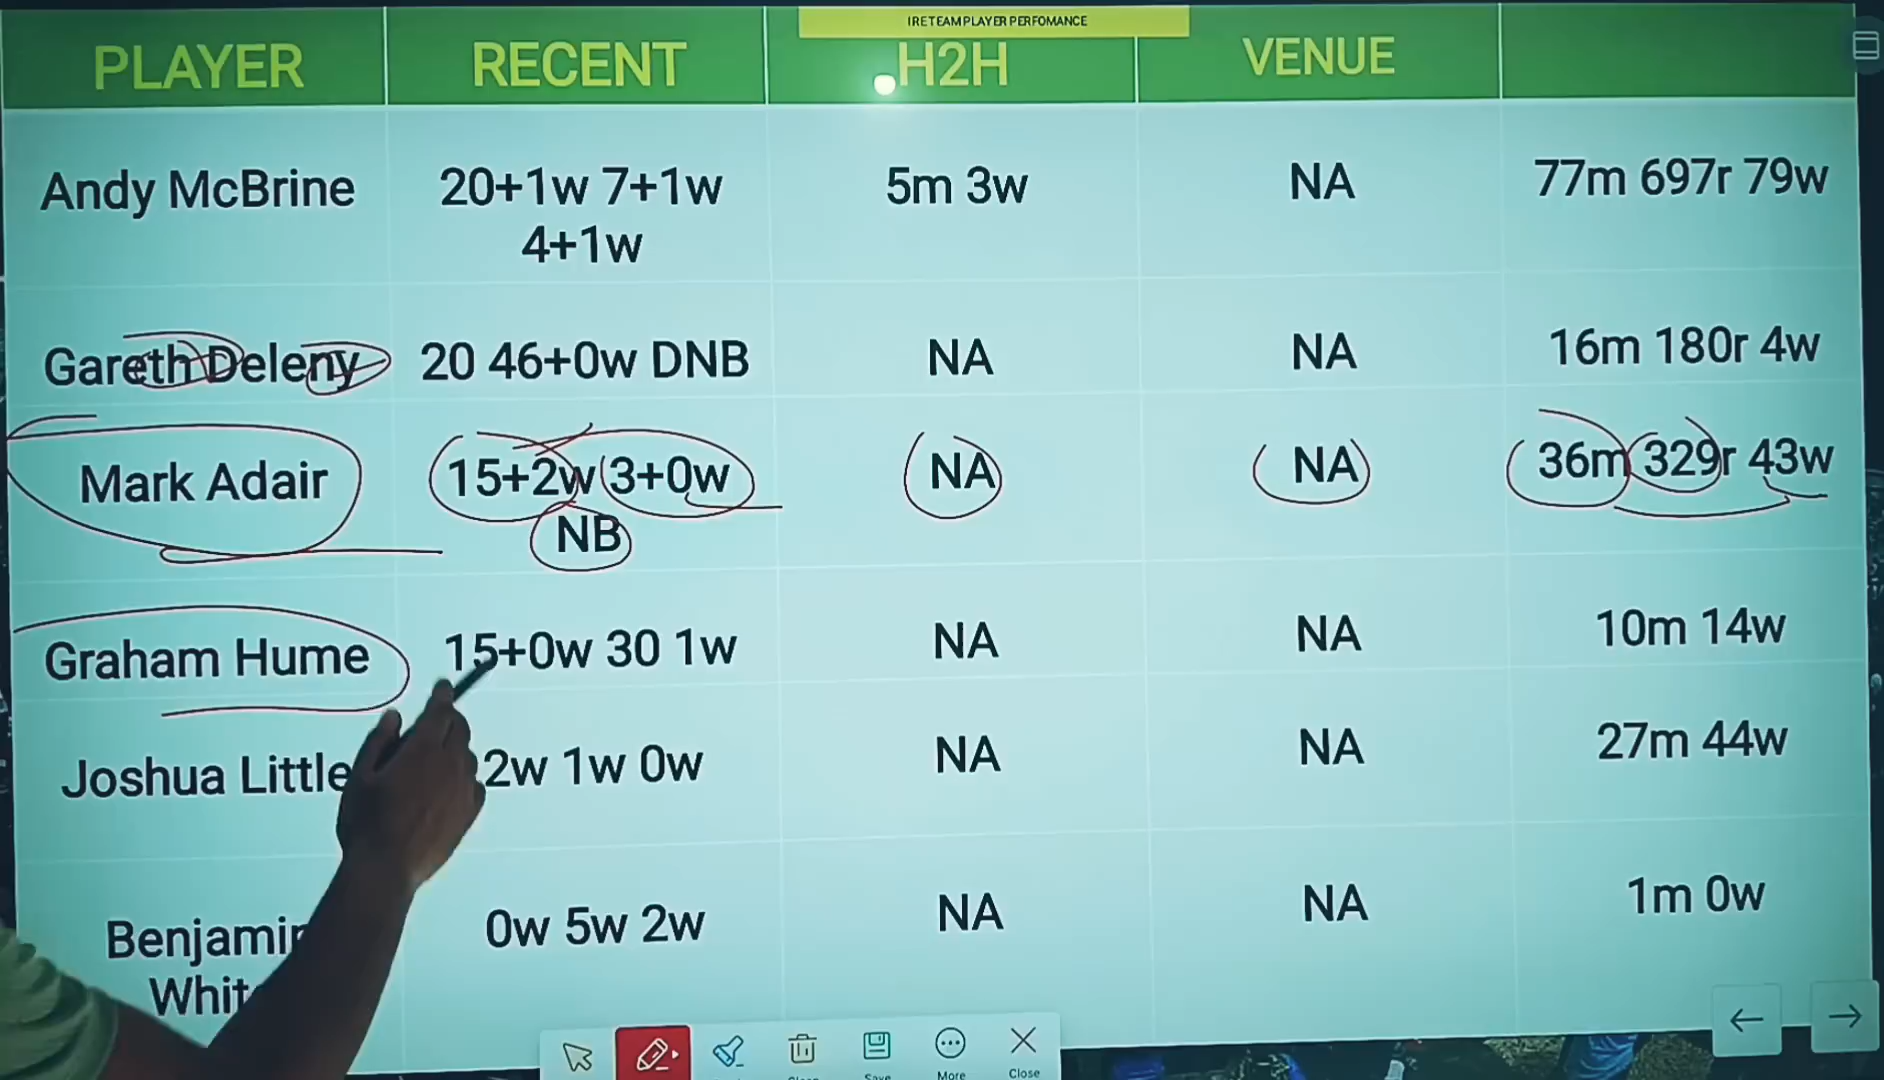 IRE TEAM PLAYER PERFOMANCE
PLAYER RECENT H2H VENUE
Andy McBrine 20+1w 7+1w 5m 3w NA 77m 697r 79w
4+1w
Gareth Deleny 20 46+0w DNB NA NA 16m 180r 4w
Mark Adair 15+2w 3+0w NA NA 36m 329r 43w
NB
Graham Hume 15+0w 30 1w NA NA 10m 14w
Joshua Little 2w 1w 0w NA NA 27m 44w
Benjamin 0w 5w 2w NA NA 1m 0w
Whit
Save More Close